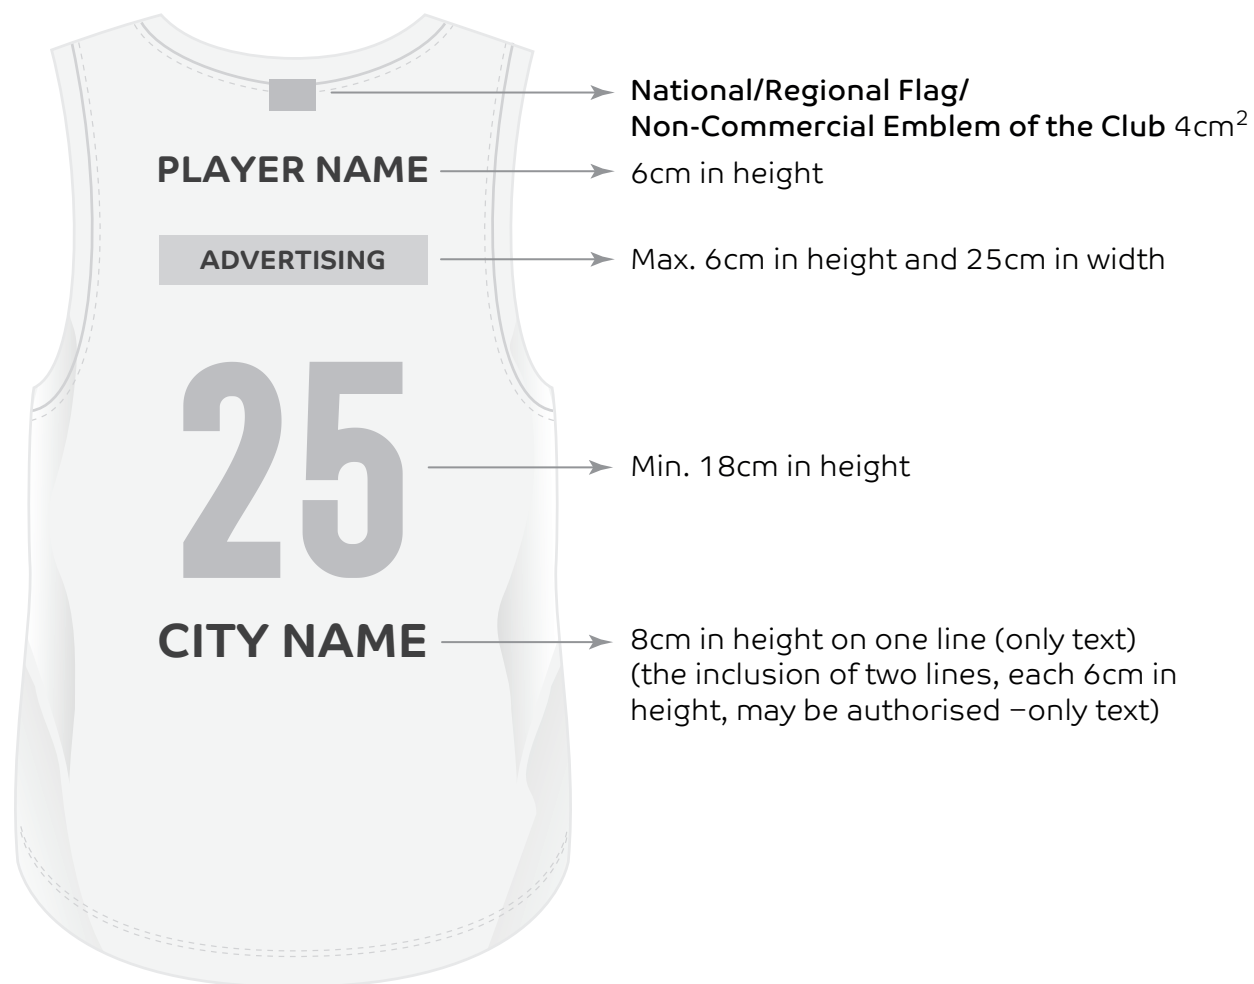 National/Regional Flag/
Non-Commercial Emblem of the Club 4cm²
PLAYER NAME
6cm in height
ADVERTISING
Max. 6cm in height and 25cm in width
25
Min. 18cm in height
CITY NAME
8cm in height on one line (only text)
(the inclusion of two lines, each 6cm in
height, may be authorised –only text)